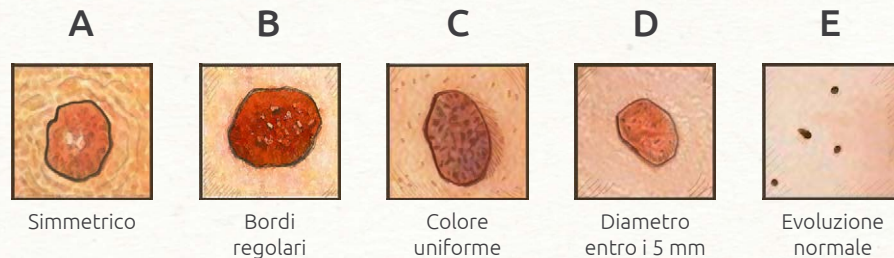 A
B
C
D
E
Simmetrico
Bordi
regolari
Colore
uniforme
Diametro
entro i 5 mm
Evoluzione
normale